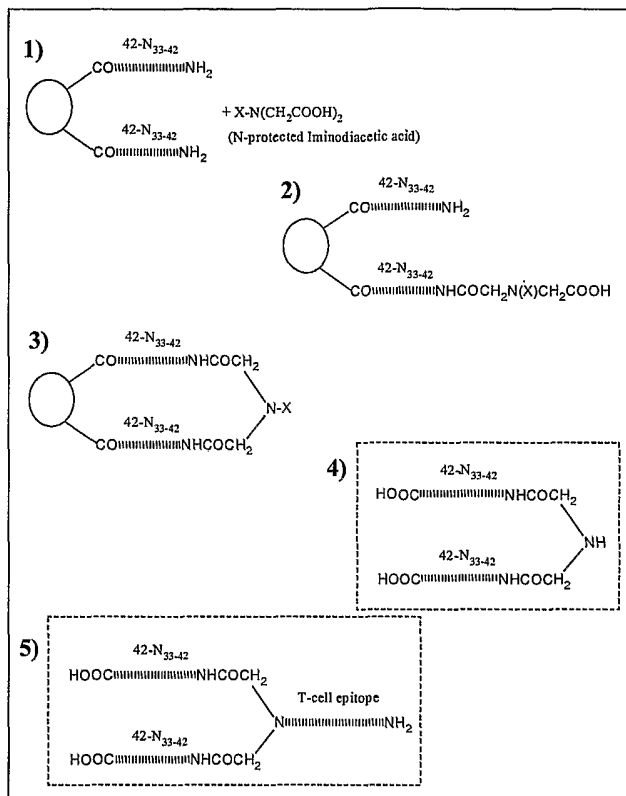 1)
42-N33-42
CO NH2
+ X-N(CH2COOH)2
(N-protected Iminodiacetic acid)
42-N33-42
CO NH2
2)
42-N33-42
CO NH2
42-N33-42
CO NHCOCH2N(X)CH2COOH
3)
42-N33-42
CO NHCOCH2
N-X
42-N33-42
CO NHCOCH2
4)
42-N33-42
HOOC NHCOCH2
NH
42-N33-42
HOOC NHCOCH2
5)
42-N33-42
HOOC NHCOCH2
T-cell epitope
N NH2
42-N33-42
HOOC NHCOCH2